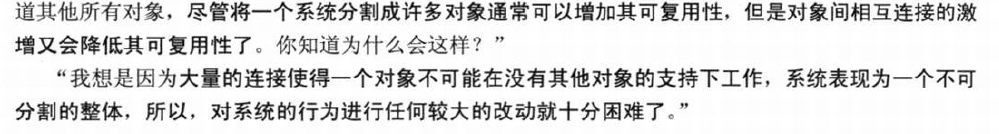 道其他所有对象，尽管将一个系统分割成许多对象通常可以增加其可复用性，但是对象间相互连接的激
增又会降低其可复用性了。你知道为什么会这样？”
“我想是因为大量的连接使得一个对象不可能在没有其他对象的支持下工作，系统表现为一个不可
分割的整体，所以，对系统的行为进行任何较大的改动就十分困难了。”